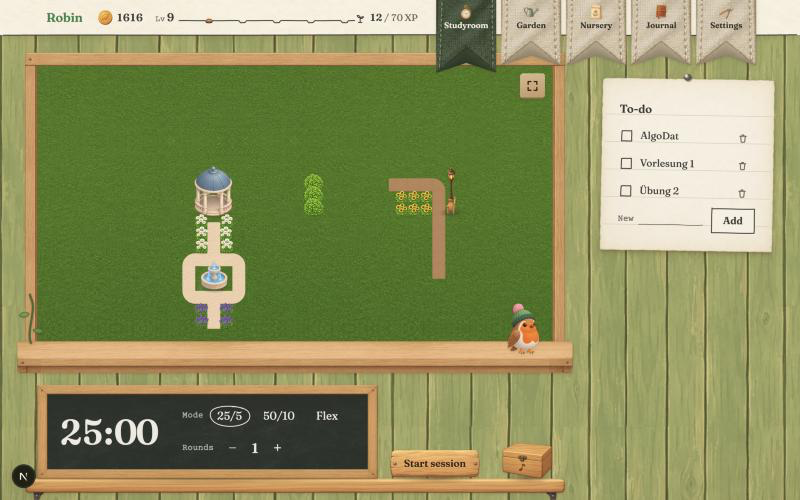 Robin 1616 Lv 9 12 / 70 XP
Studyroom Garden Nursery Journal Settings
To-do
AlgoDat
Vorlesung 1
Übung 2
New Add
25:00
Mode 25/5 50/10 Flex
Rounds − 1 +
Start session
N